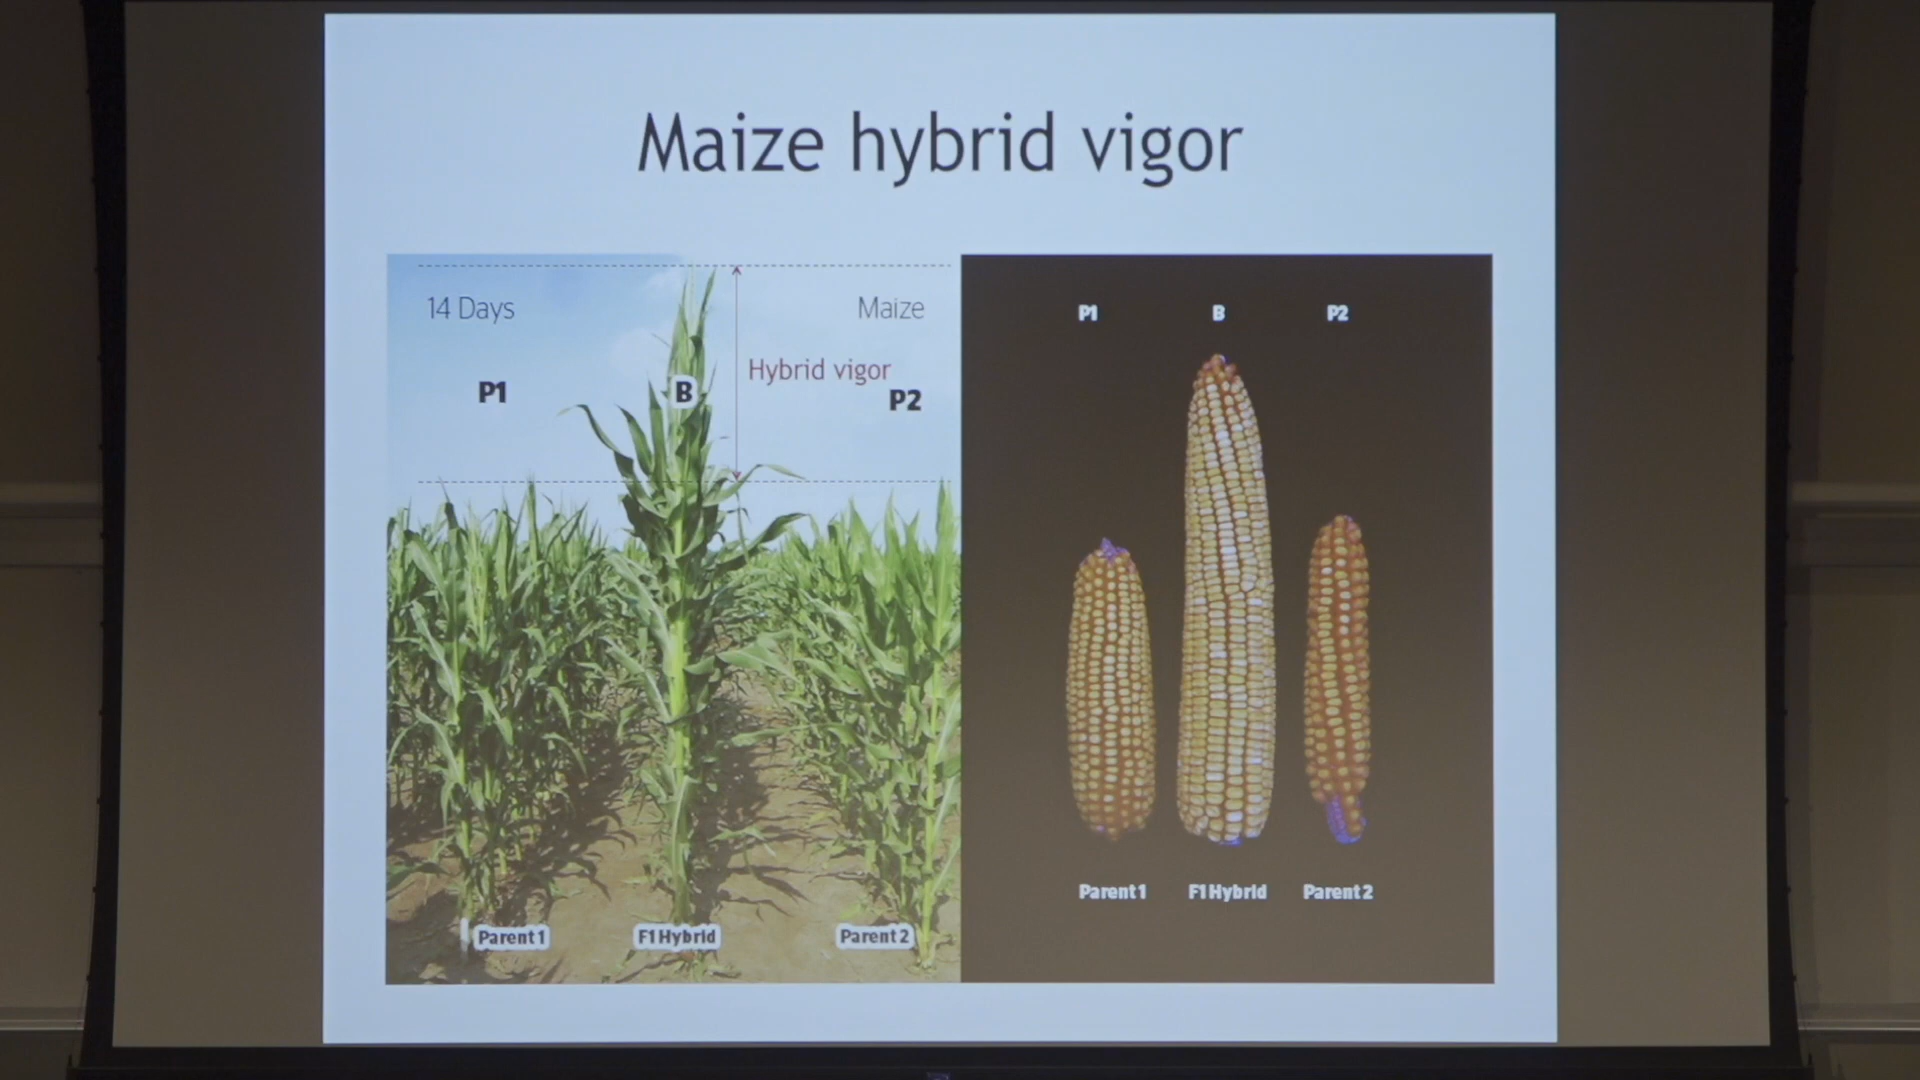 Maize hybrid vigor
14 Days
Maize
P1
B
Hybrid vigor
P2
Parent 1
F1 Hybrid
Parent 2
P1
B
P2
Parent 1
F1 Hybrid
Parent 2